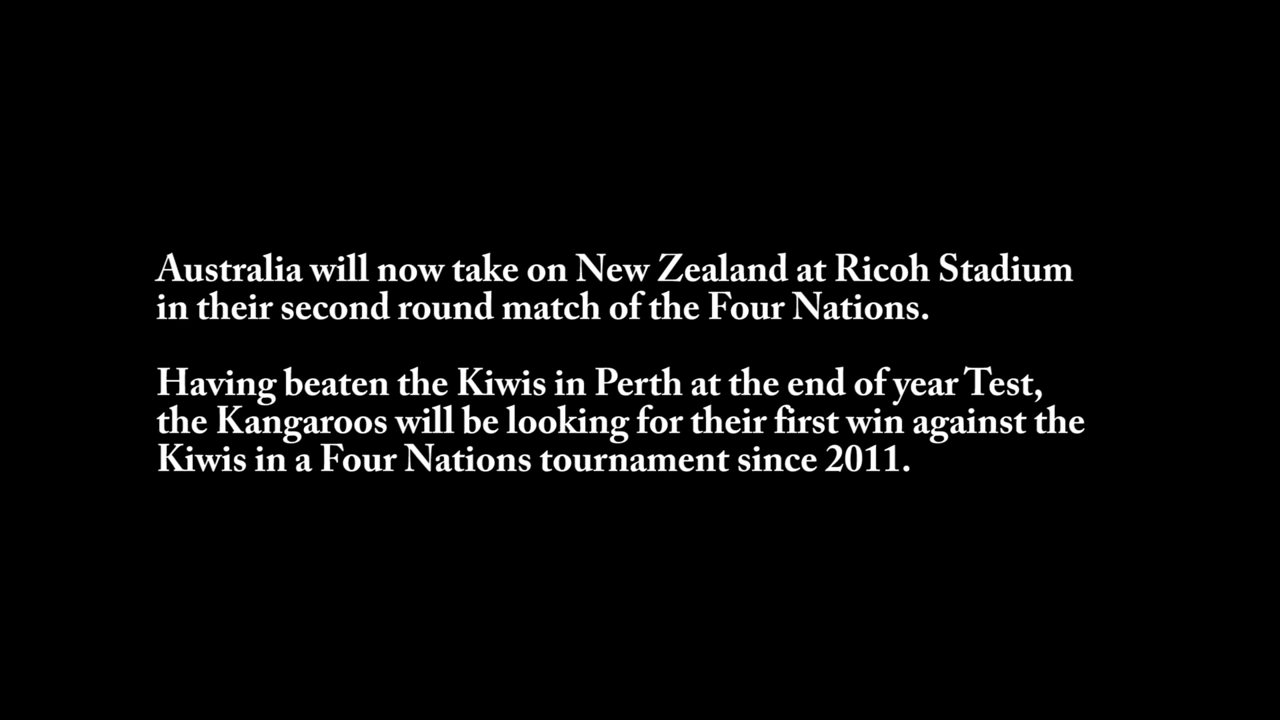 Australia will now take on New Zealand at Ricoh Stadium
in their second round match of the Four Nations.
Having beaten the Kiwis in Perth at the end of year Test,
the Kangaroos will be looking for their first win against the
Kiwis in a Four Nations tournament since 2011.